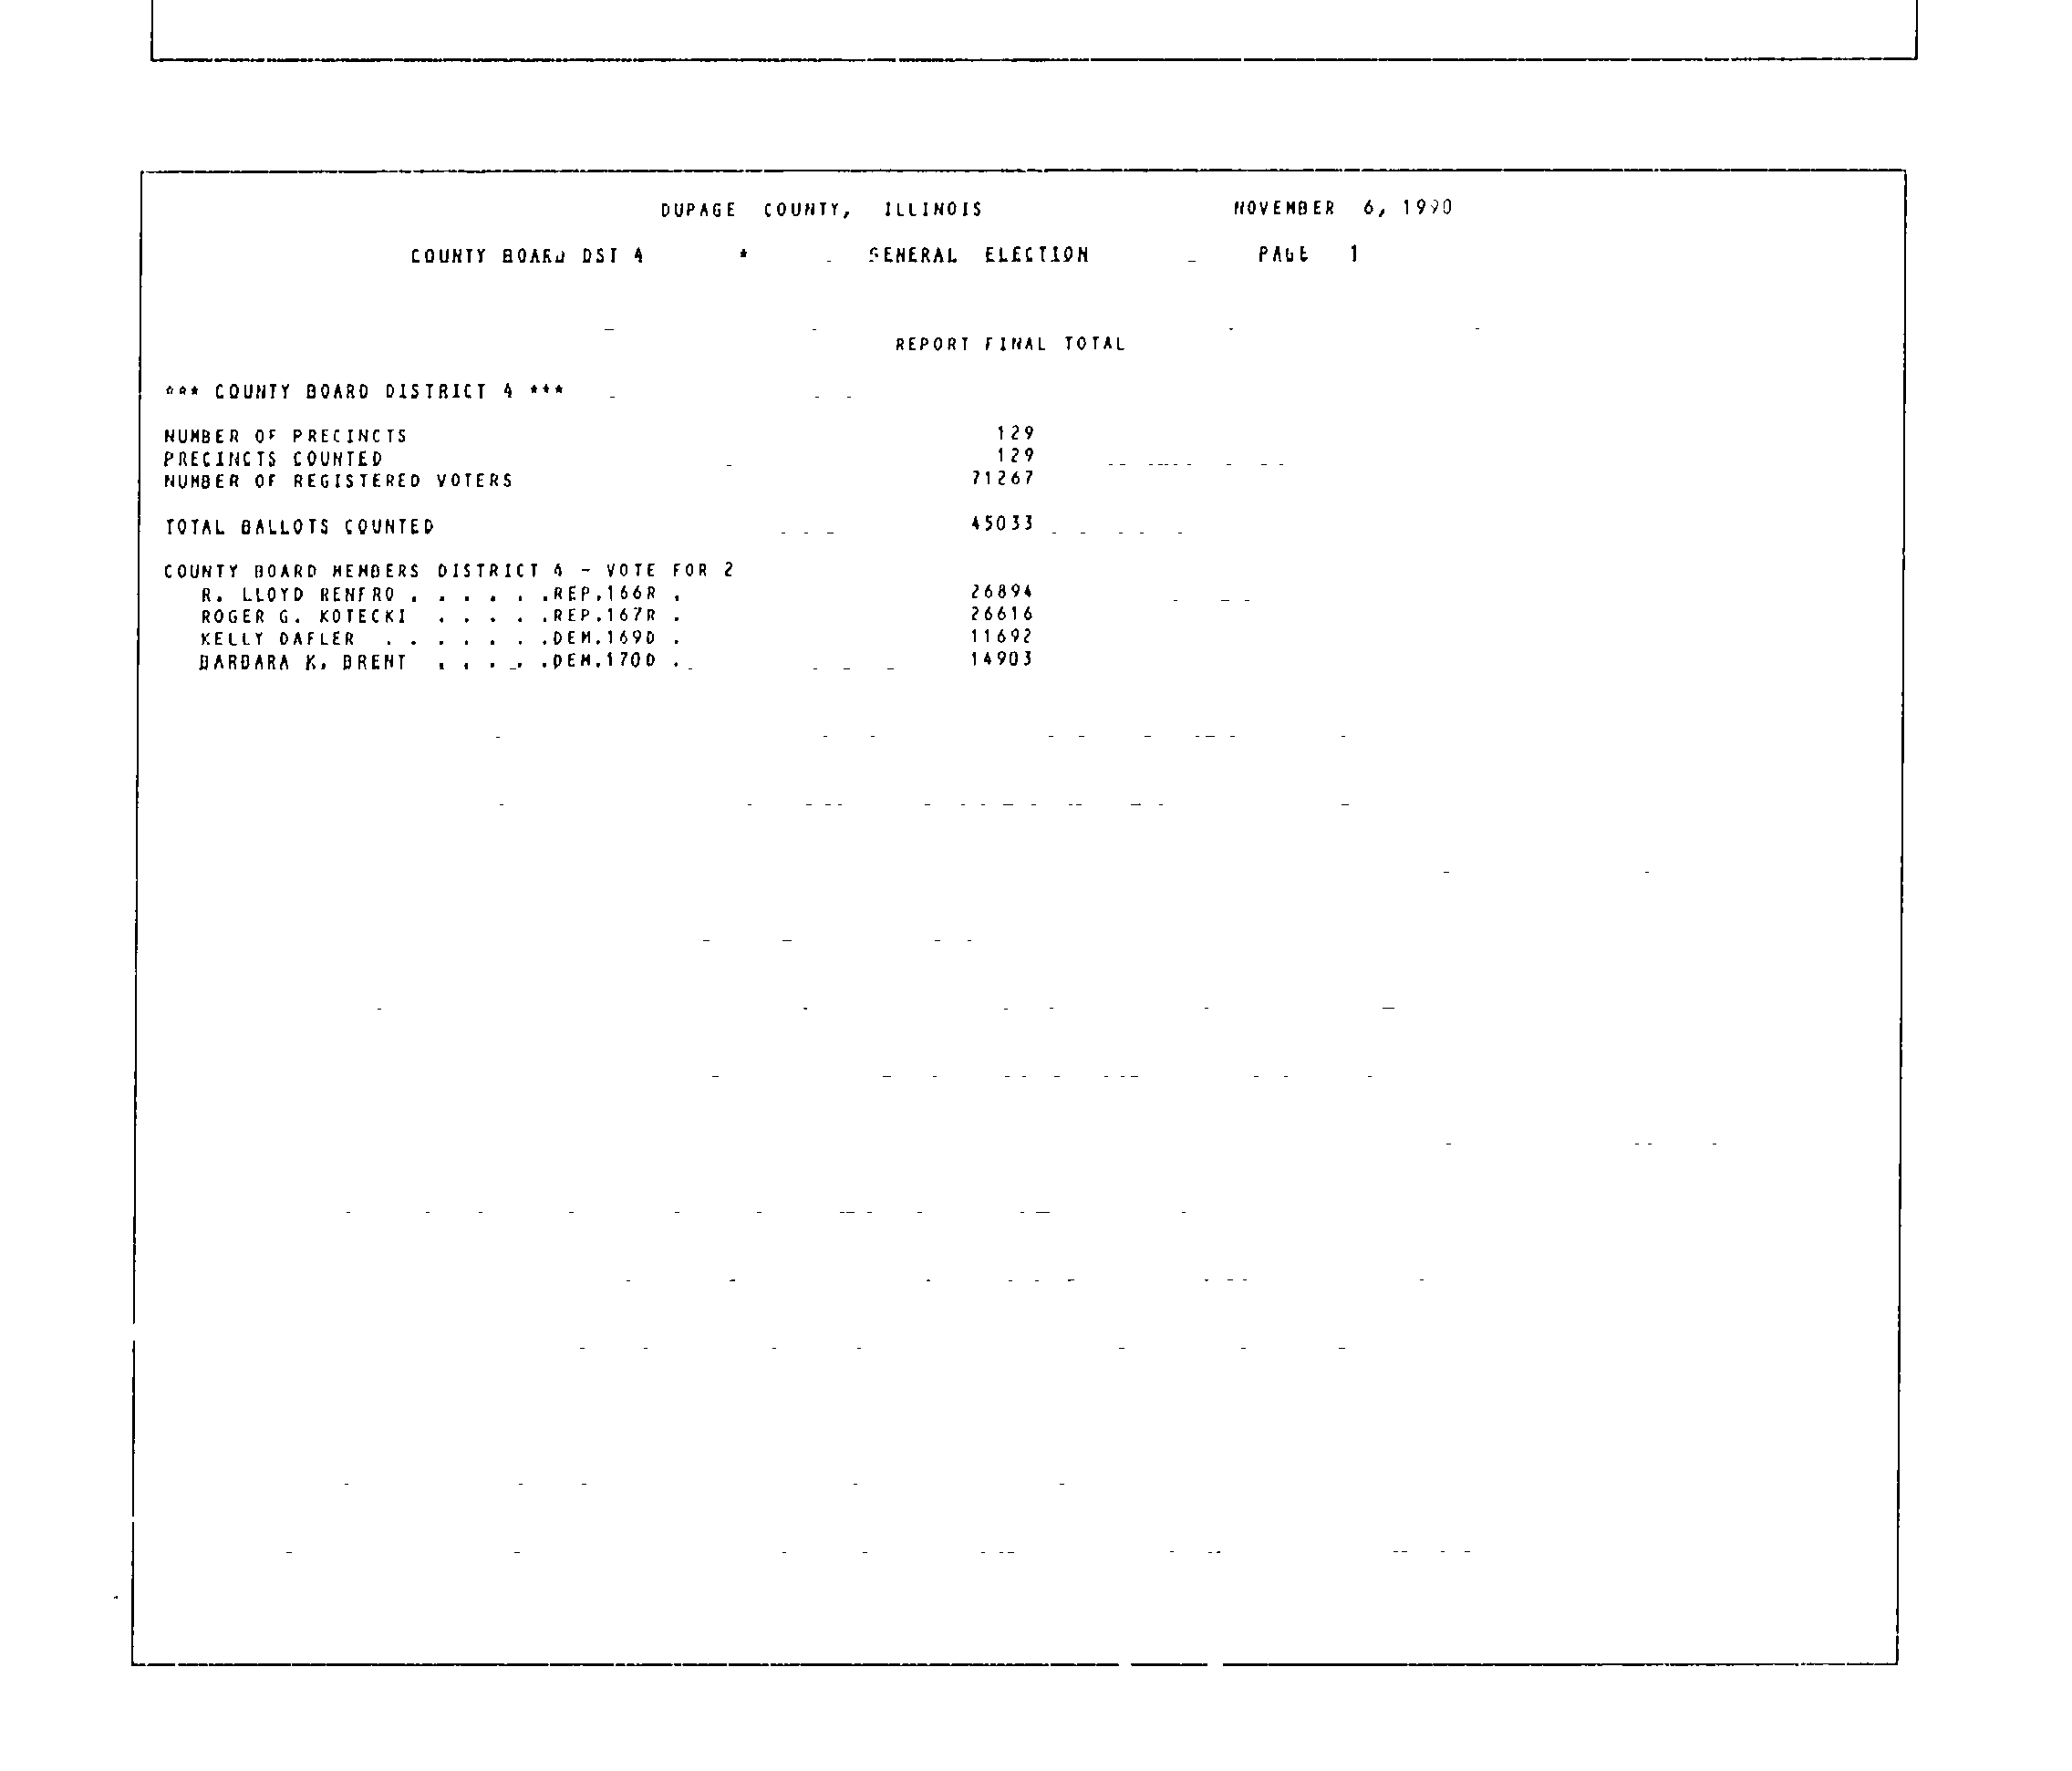 DUPAGE COUNTY, ILLINOIS NOVEMBER 6, 1990
COUNTY BOARD DST 4 * GENERAL ELECTION PAGE 1
REPORT FINAL TOTAL
*** COUNTY BOARD DISTRICT 4 ***
NUMBER OF PRECINCTS 129
PRECINCTS COUNTED 129
NUMBER OF REGISTERED VOTERS 71267
TOTAL BALLOTS COUNTED 45033
COUNTY BOARD MEMBERS DISTRICT 4 - VOTE FOR 2
R. LLOYD RENFRO . . . . . .REP.166R . 26894
ROGER G. KOTECKI . . . . .REP.167R . 26616
KELLY DAFLER . . . . . . .DEM.169D . 11692
BARBARA K. BRENT . . . . .DEM.170D . 14903